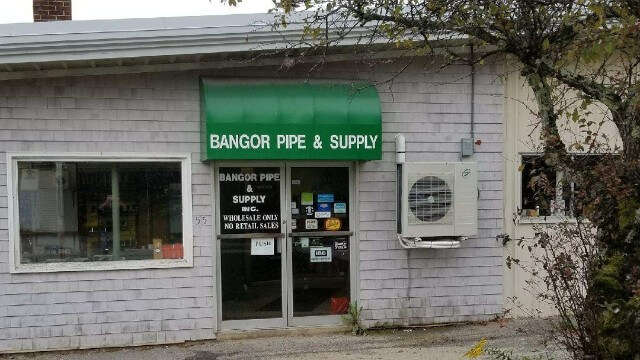 BANGOR PIPE & SUPPLY
BANGOR PIPE
&
SUPPLY
INC.
WHOLESALE ONLY
NO RETAIL SALES
PUSH
55